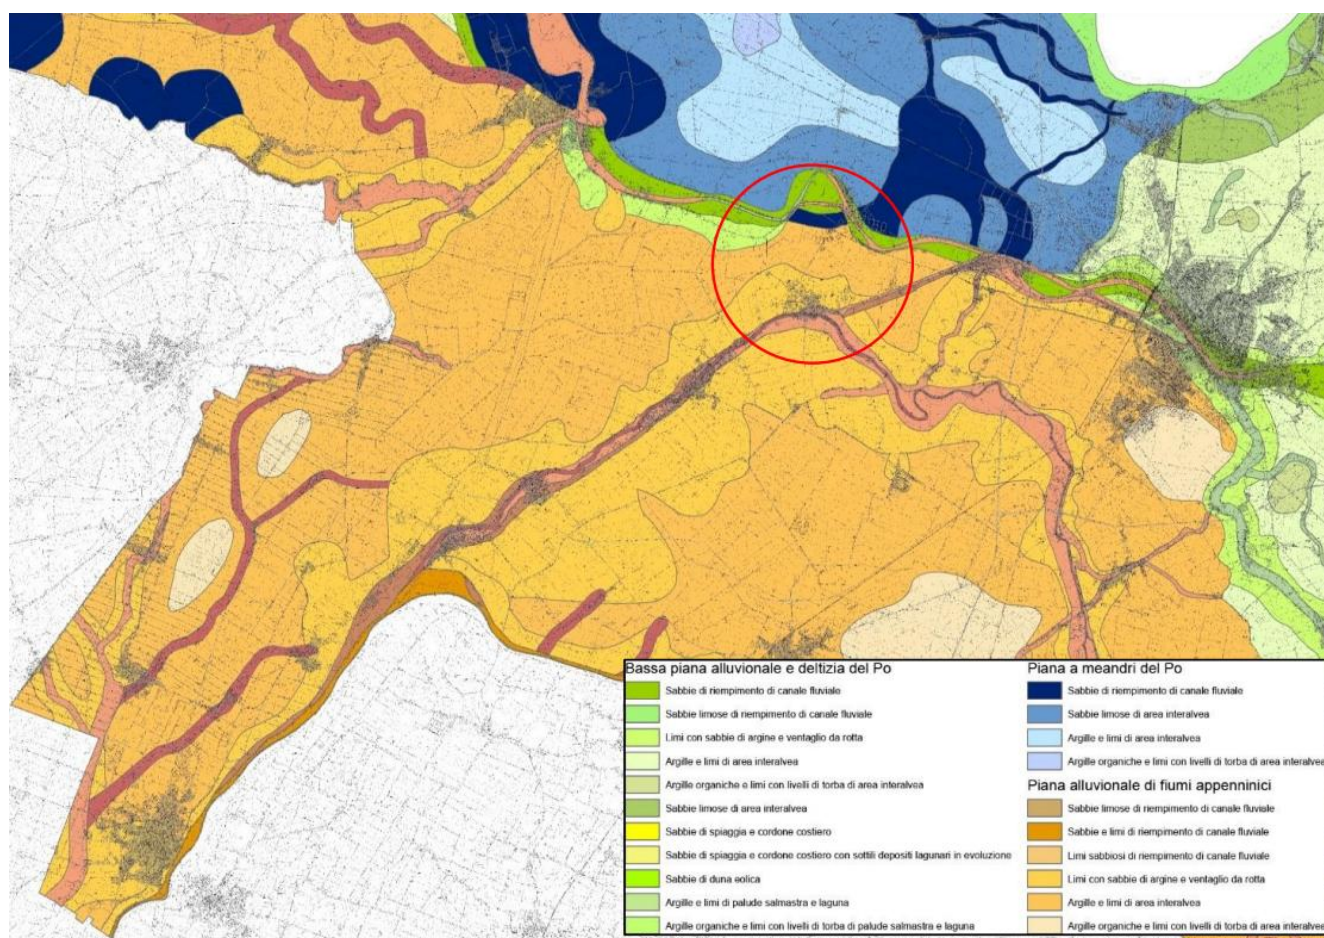 Bassa piana alluvionale e deltizia del Po
Sabbie di riempimento di canale fluviale
Sabbie limose di riempimento di canale fluviale
Limi con sabbie di argine e ventaglio da rotta
Argille e limi di area interalvea
Argille organiche e limi con livelli di torba di area interalvea
Sabbie limose di area interalvea
Sabbie di spiaggia e cordone costiero
Sabbie di spiaggia e cordone costiero con sottili depositi lagunari in evoluzione
Sabbie di duna eolica
Argille e limi di palude salmastra e laguna
Argille organiche e limi con livelli di torba di palude salmastra e laguna
Piana a meandri del Po
Sabbie di riempimento di canale fluviale
Sabbie limose di area interalvea
Argille e limi di area interalvea
Argille organiche e limi con livelli di torba di area interalvea
Piana alluvionale di fiumi appenninici
Sabbie limose di riempimento di canale fluviale
Sabbie e limi di riempimento di canale fluviale
Limi sabbiosi di riempimento di canale fluviale
Limi con sabbie di argine e ventaglio da rotta
Argille e limi di area interalvea
Argille organiche e limi con livelli di torba di area interalvea